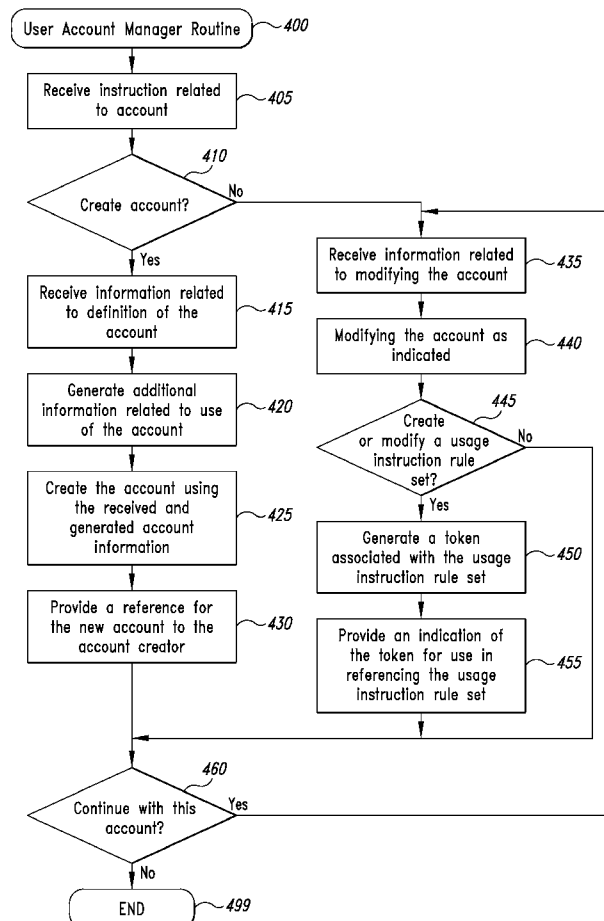 User Account Manager Routine
400
Receive instruction related
to account
405
410
Create account?
No
Yes
Receive information related
to definition of the
account
415
Generate additional
information related to use
of the account
420
Create the account using
the received and
generated account
information
425
Provide a reference for
the new account to the
account creator
430
Receive information related
to modifying the account
435
Modifying the account as
indicated
440
445
Create
or modify a usage
instruction rule
set?
No
Yes
Generate a token
associated with the usage
instruction rule set
450
Provide an indication of
the token for use in
referencing the usage
instruction rule set
455
460
Continue with this
account?
Yes
No
END
499